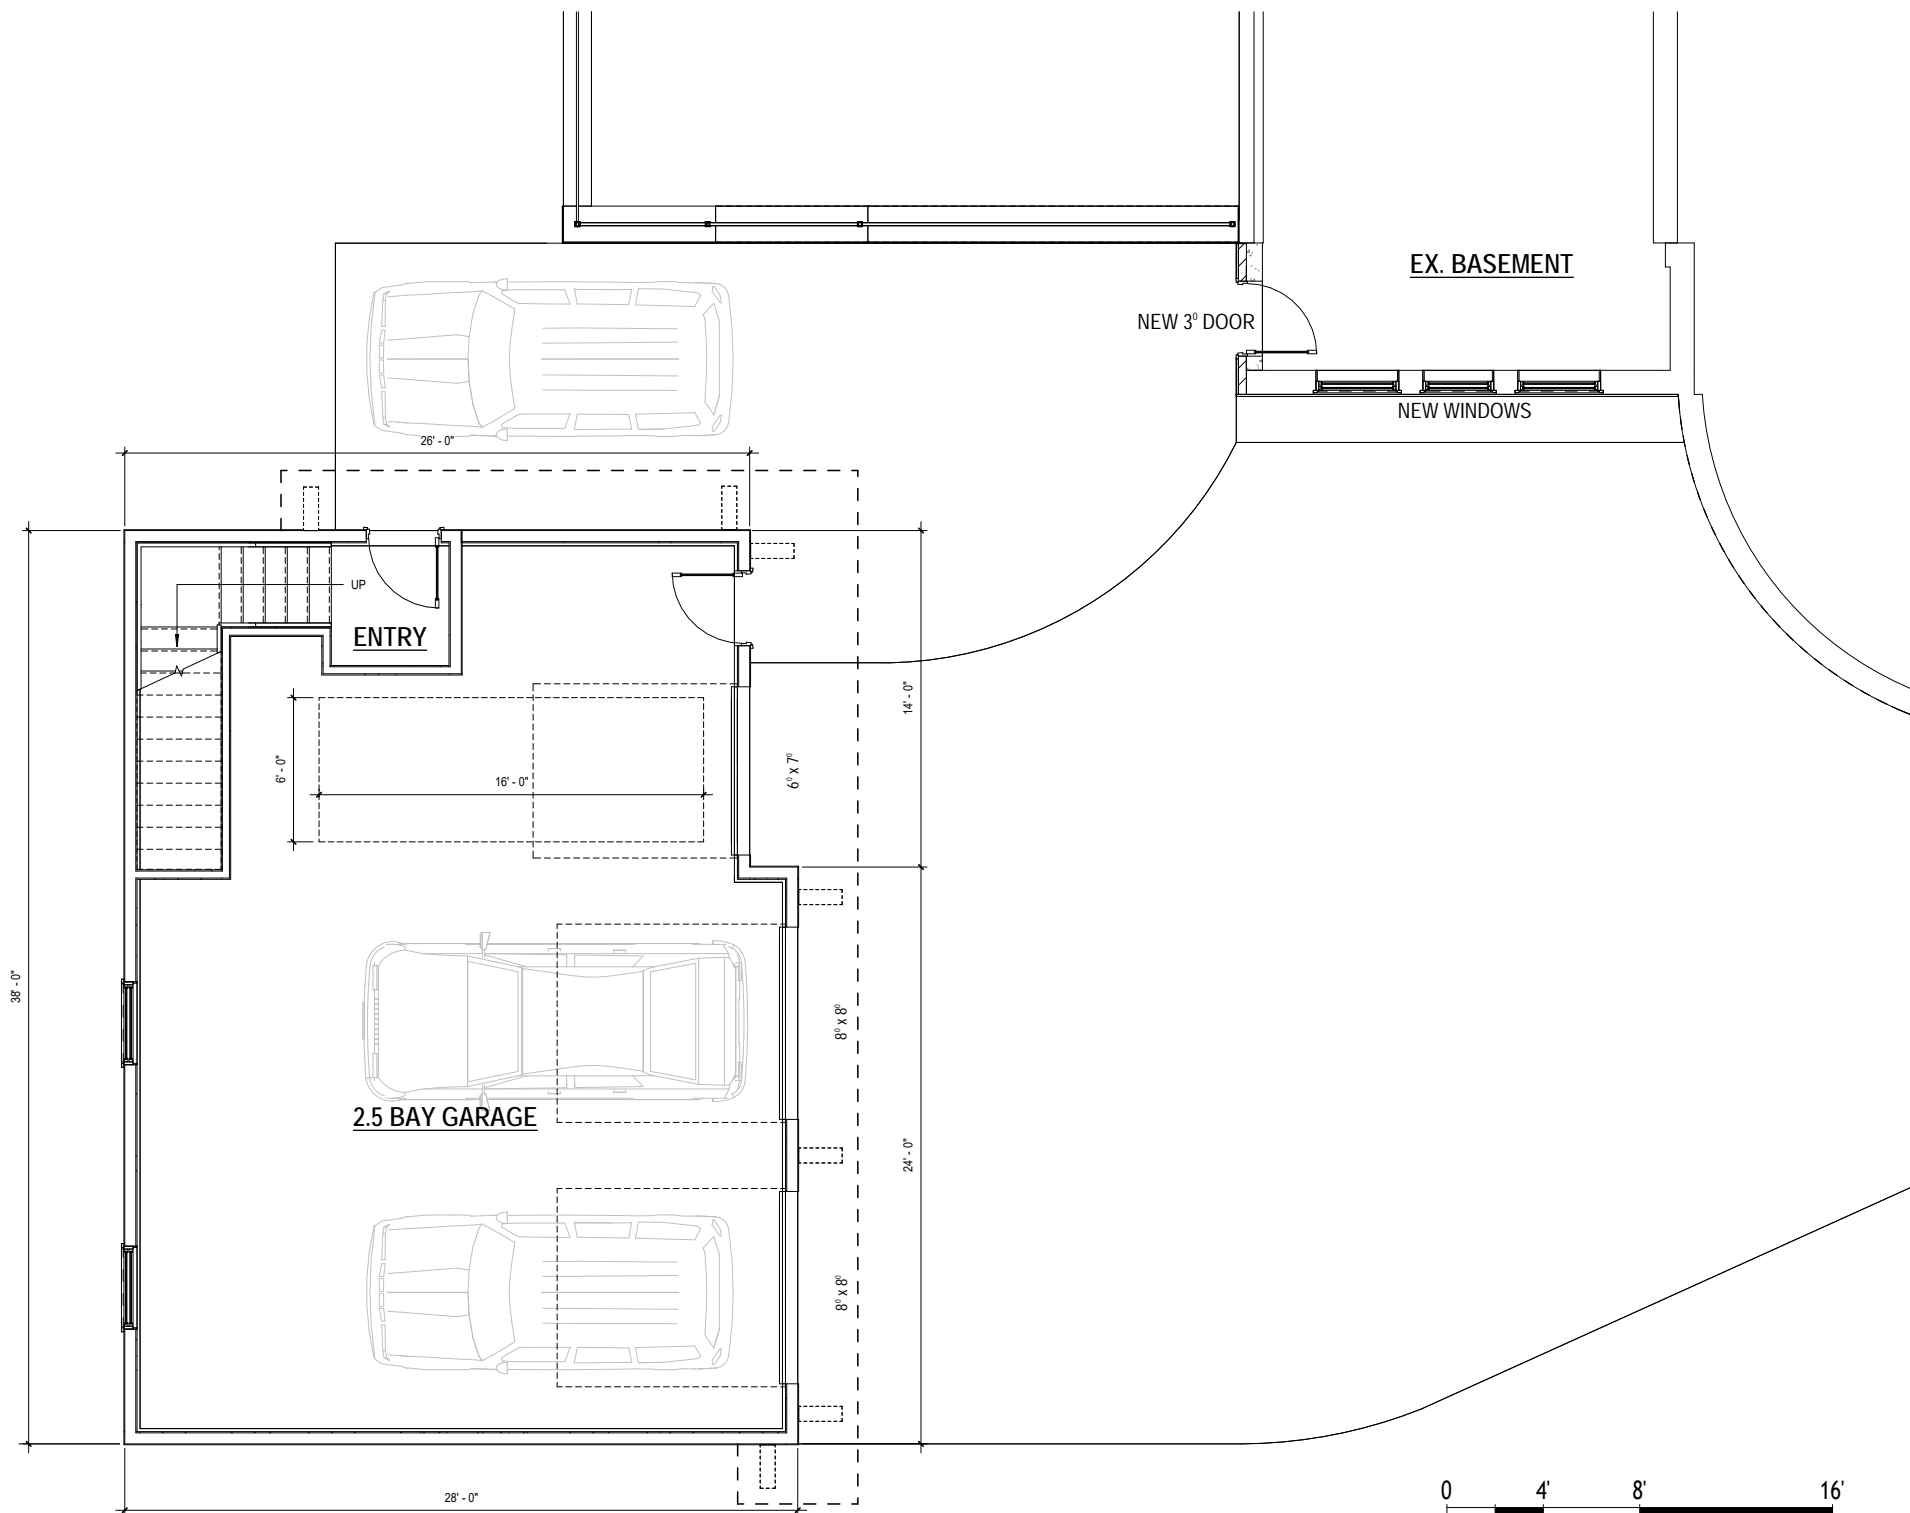 EX. BASEMENT
NEW 3⁰ DOOR
NEW WINDOWS
26' - 0"
UP
ENTRY
14' - 0"
6' - 0"
16' - 0"
6⁰ X 7⁰
38' - 0"
8⁰ X 8⁰
2.5 BAY GARAGE
24' - 0"
8⁰ X 8⁰
28' - 0"
0 4' 8' 16'